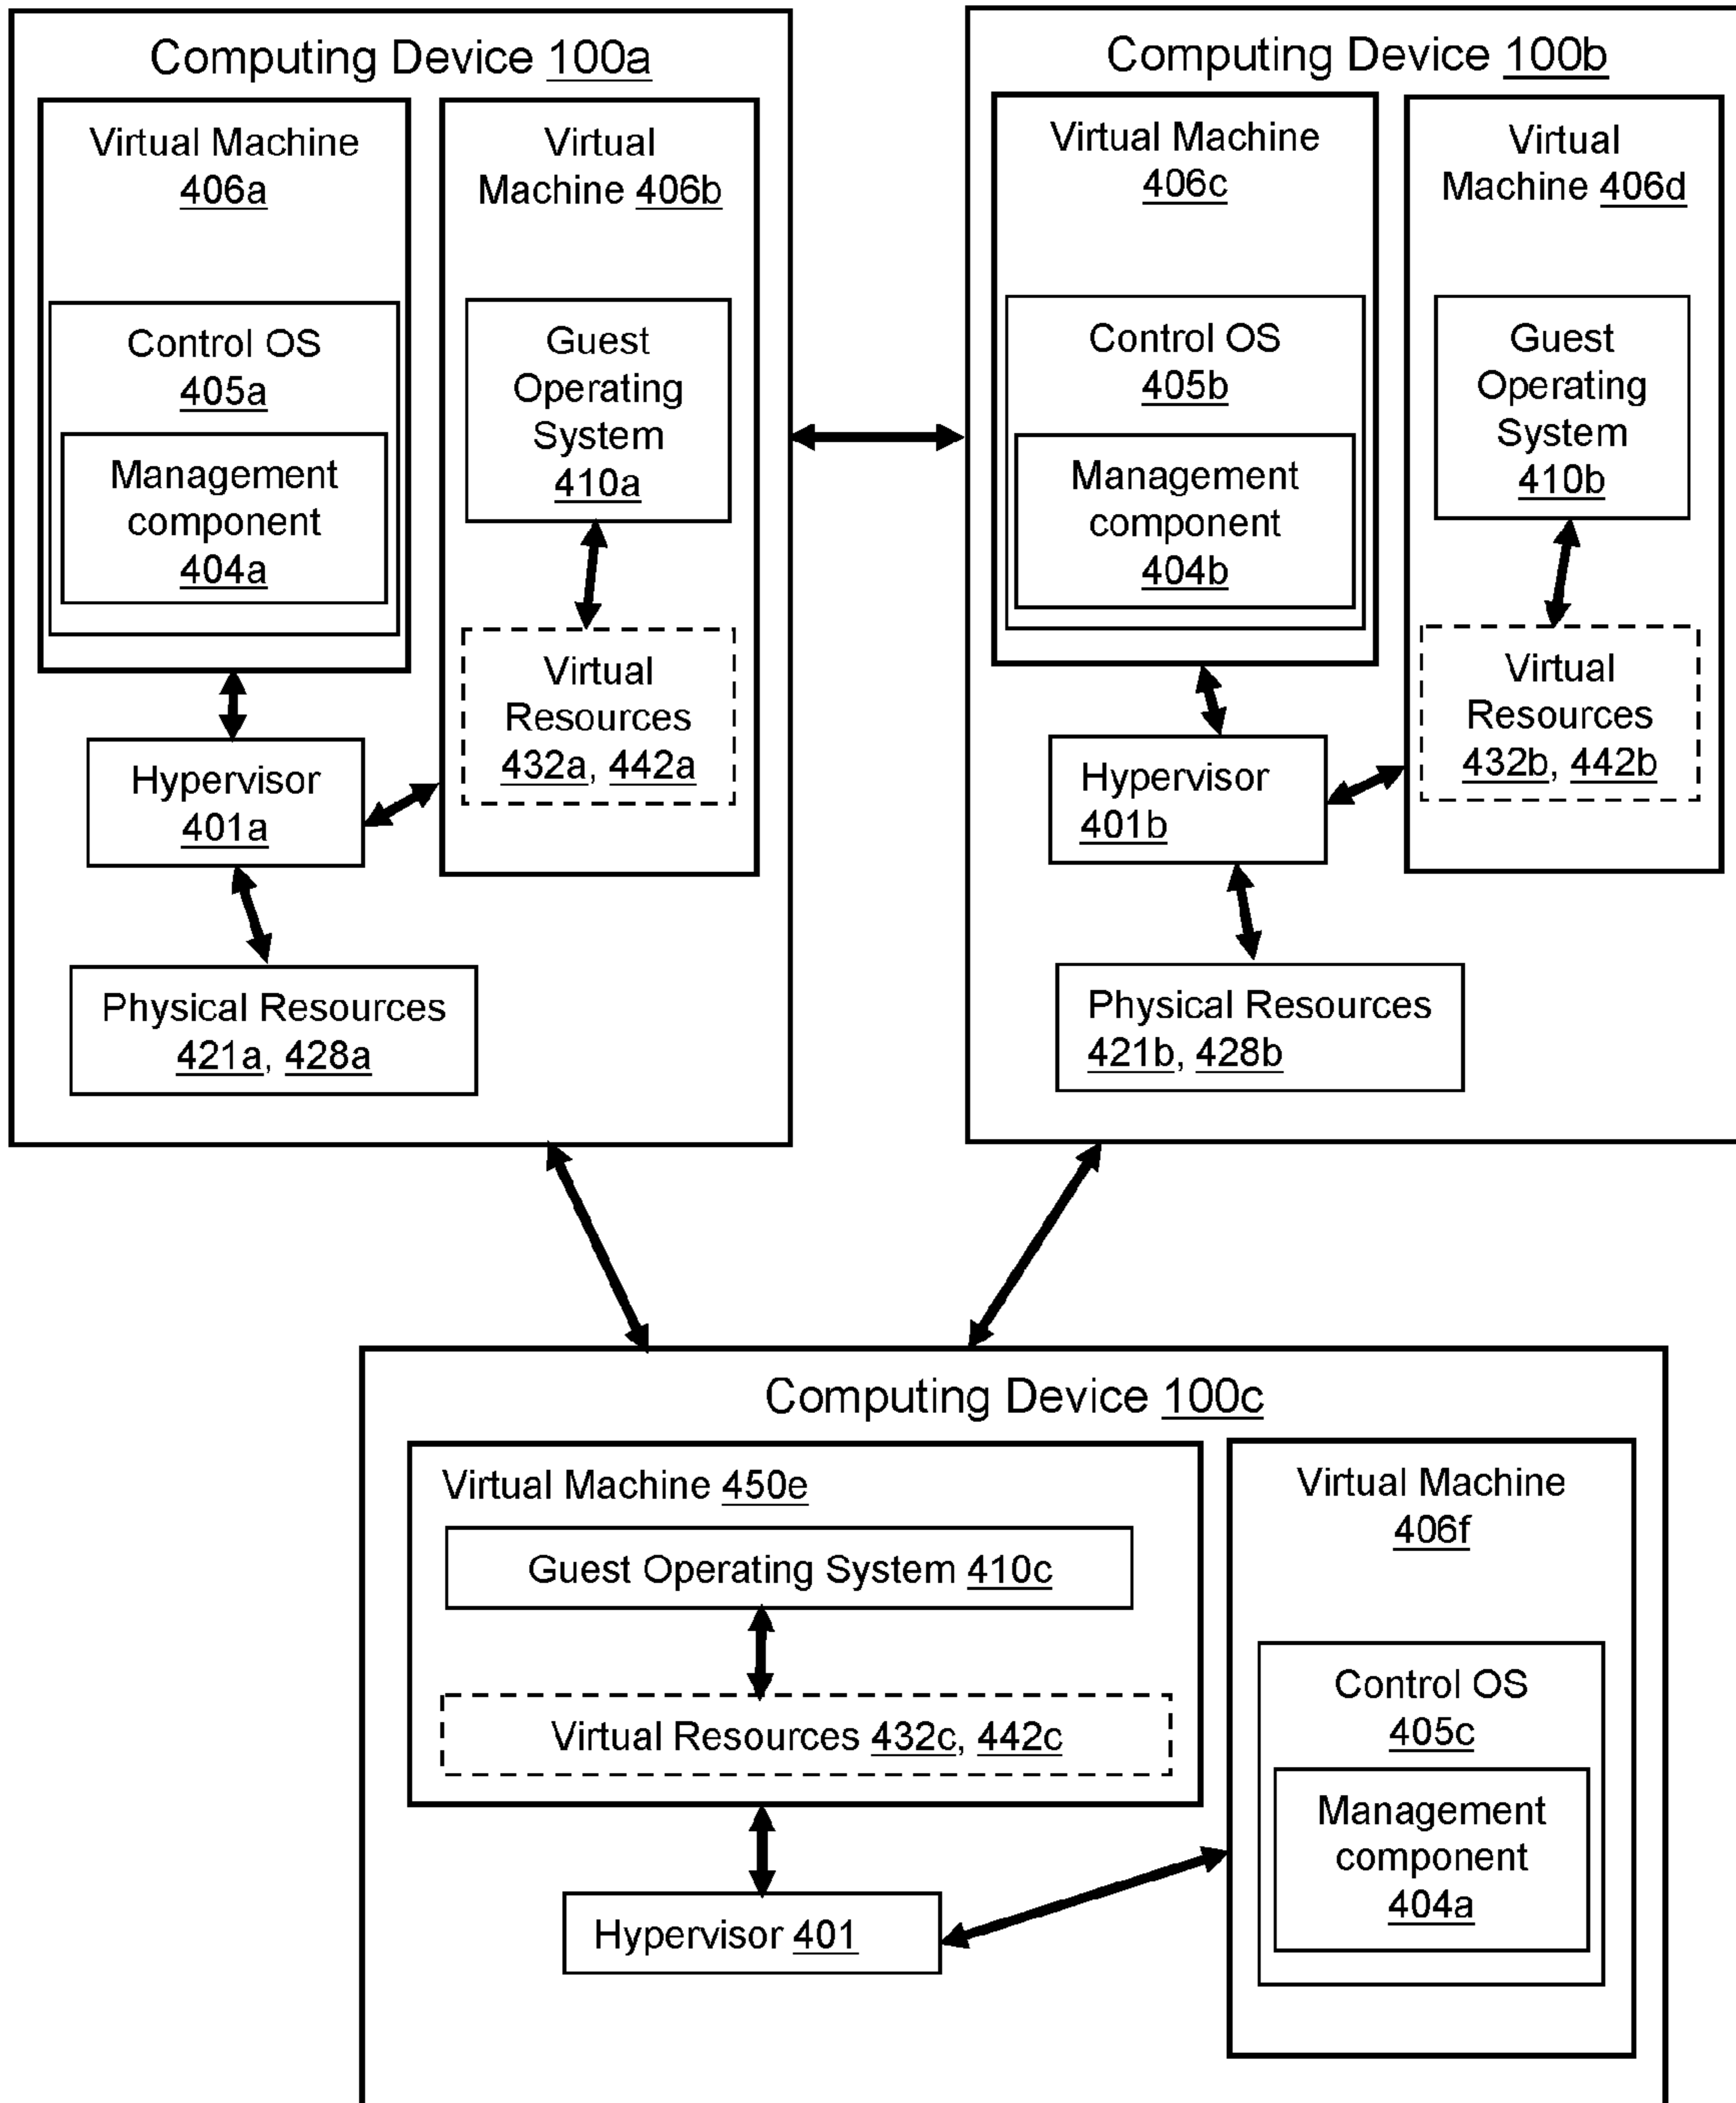 Computing Device 100a
Virtual Machine
406a
Control OS
405a
Management
component
404a
Virtual
Machine 406b
Guest
Operating
System
410a
Virtual
Resources
432a, 442a
Hypervisor
401a
Physical Resources
421a, 428a
Computing Device 100b
Virtual Machine
406c
Control OS
405b
Management
component
404b
Virtual
Machine 406d
Guest
Operating
System
410b
Virtual
Resources
432b, 442b
Hypervisor
401b
Physical Resources
421b, 428b
Computing Device 100c
Virtual Machine 450e
Guest Operating System 410c
Virtual Resources 432c, 442c
Hypervisor 401
Virtual Machine
406f
Control OS
405c
Management
component
404a